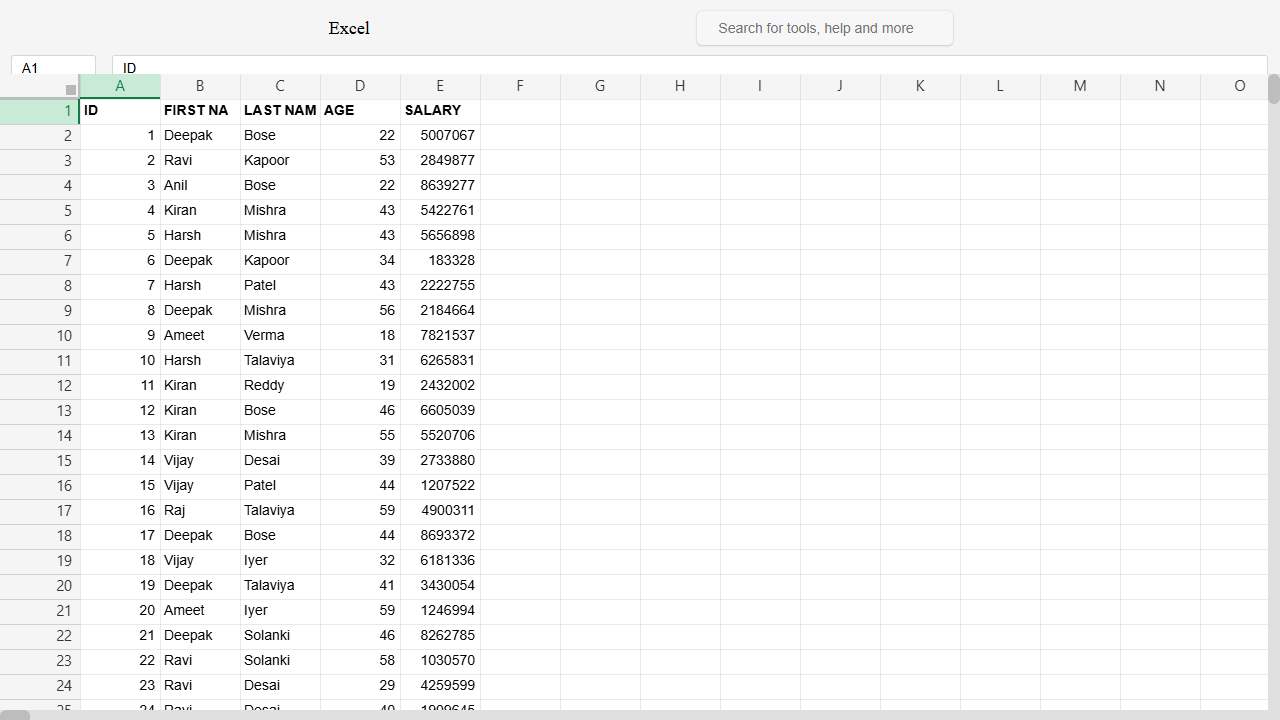 Excel
Search for tools, help and more
A1 ID
A B C D E F G H I J K L M N O
1 ID FIRST NA LAST NAM AGE SALARY
2 1 Deepak Bose 22 5007067
3 2 Ravi Kapoor 53 2849877
4 3 Anil Bose 22 8639277
5 4 Kiran Mishra 43 5422761
6 5 Harsh Mishra 43 5656898
7 6 Deepak Kapoor 34 183328
8 7 Harsh Patel 43 2222755
9 8 Deepak Mishra 56 2184664
10 9 Ameet Verma 18 7821537
11 10 Harsh Talaviya 31 6265831
12 11 Kiran Reddy 19 2432002
13 12 Kiran Bose 46 6605039
14 13 Kiran Mishra 55 5520706
15 14 Vijay Desai 39 2733880
16 15 Vijay Patel 44 1207522
17 16 Raj Talaviya 59 4900311
18 17 Deepak Bose 44 8693372
19 18 Vijay Iyer 32 6181336
20 19 Deepak Talaviya 41 3430054
21 20 Ameet Iyer 59 1246994
22 21 Deepak Solanki 46 8262785
23 22 Ravi Solanki 58 1030570
24 23 Ravi Desai 29 4259599
25 24 Ravi Desai 40